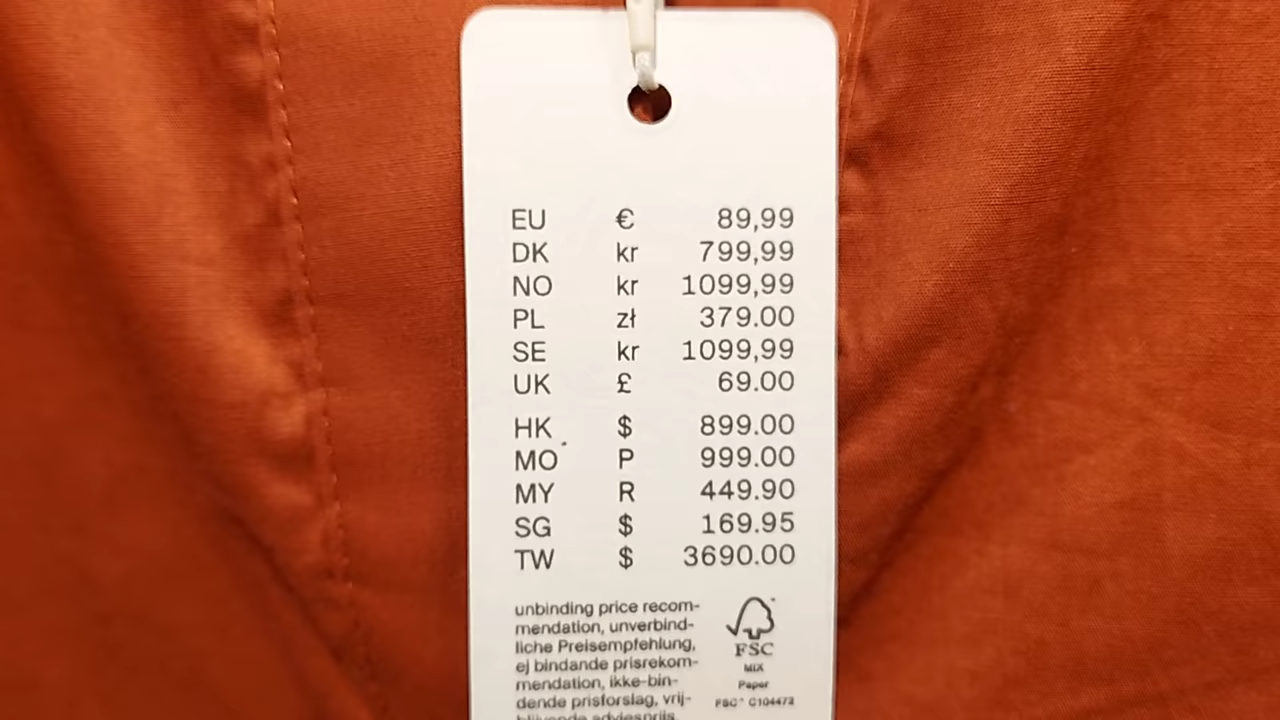 EU € 89,99
DK kr 799,99
NO kr 1099,99
PL zł 379.00
SE kr 1099,99
UK £ 69.00
HK $ 899.00
MO P 999.00
MY R 449.90
SG $ 169.95
TW $ 3690.00
unbinding price recom-
mendation, unverbind-
liche Preisempfehlung,
ej bindande prisrekom-
mendation, ikke-bin-
dende prisforslag, vrij-
blijvende adviesprijs,
FSC
MIX
Paper
FSC® C104472